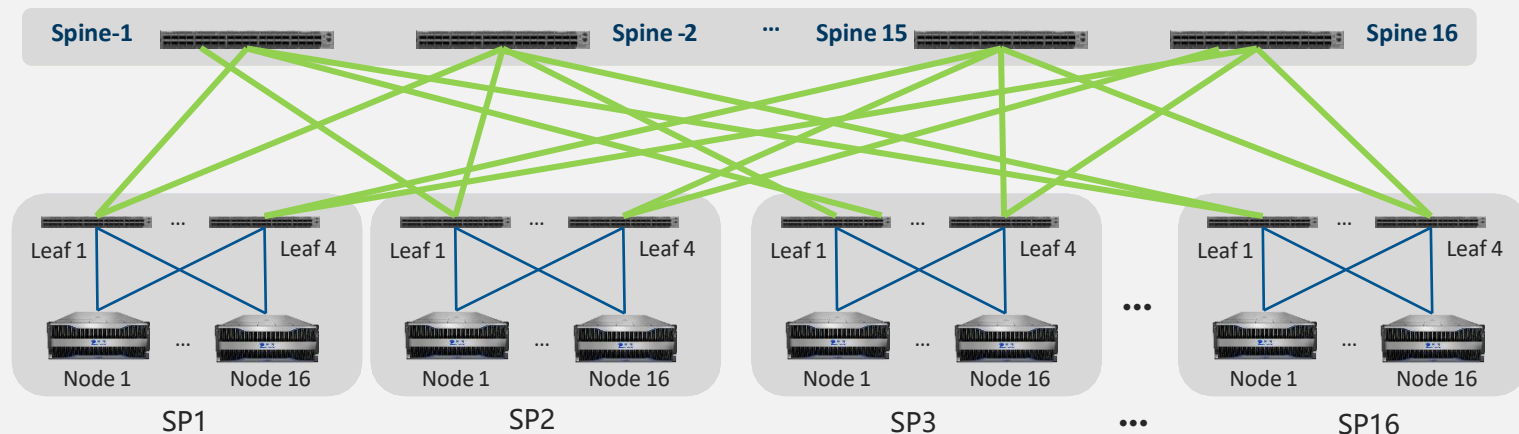 Spine-1
Spine -2
...
Spine 15
Spine 16
... ... ... ...
Leaf 1
Leaf 4
Leaf 1
Leaf 4
Leaf 1
Leaf 4
Leaf 1
Leaf 4
...
... ... ... ...
Node 1
Node 16
Node 1
Node 16
Node 1
Node 16
Node 1
Node 16
SP1
SP2
SP3
...
SP16